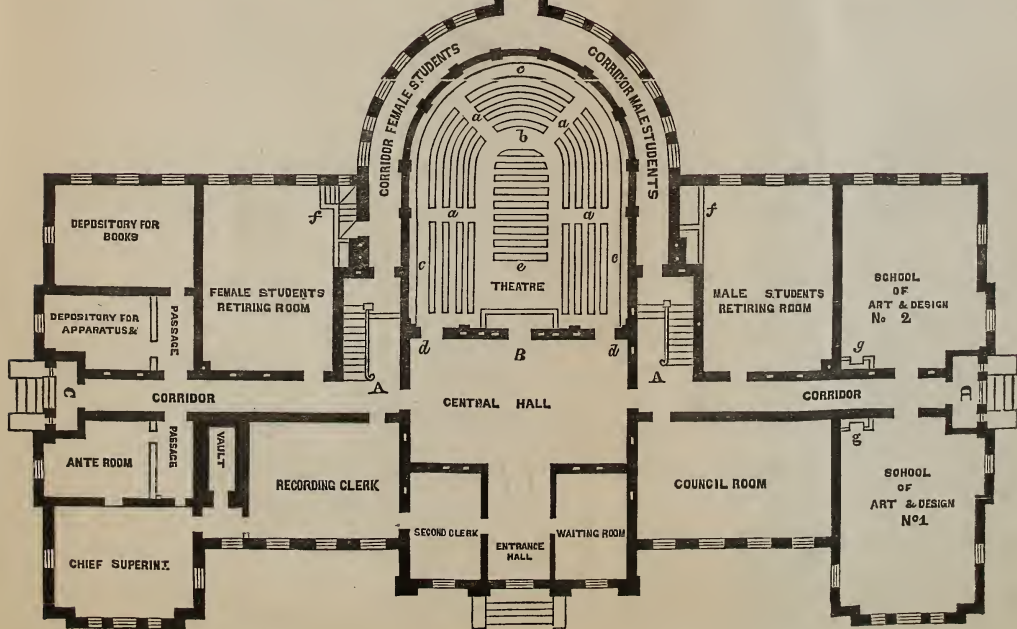 CORRIDOR FEMALE STUDENTS
CORRIDOR MALE STUDENTS
c
a
a
b
a
a
c
e
c
THEATRE
d
B
d
f
f
DEPOSITORY FOR
BOOKS
FEMALE STUDENTS
RETIRING ROOM
MALE STUDENTS
RETIRING ROOM
SCHOOL
OF
ART & DESIGN
No 2
DEPOSITORY FOR
APPARATUS&
PASSAGE
g
C
CORRIDOR
A
CENTRAL HALL
A
CORRIDOR
g
ANTE ROOM
PASSAGE
VAULT
RECORDING CLERK
COUNCIL ROOM
SCHOOL
OF
ART & DESIGN
No1
SECOND CLERK
ENTRANCE
HALL
WAITING ROOM
CHIEF SUPERINT